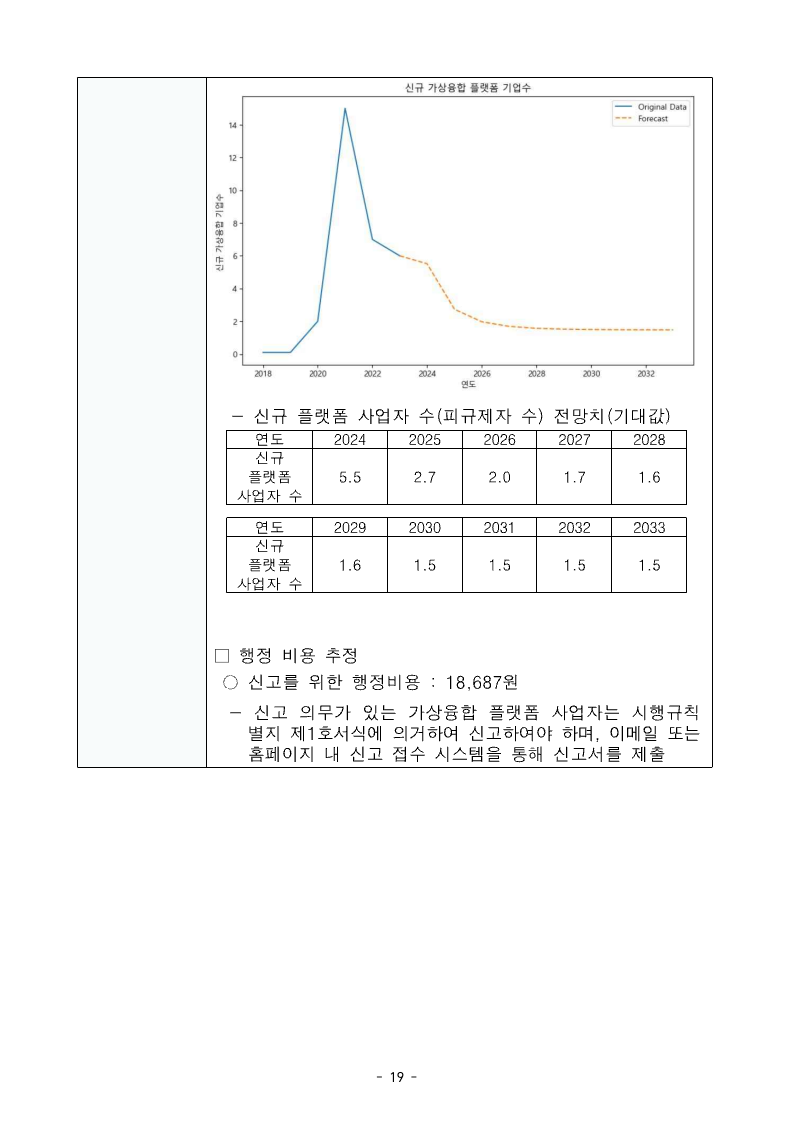 신규 가상융합 플랫폼 기업수
Original Data
Forecast
신규 가상융합 기업수
14
12
10
8
6
4
2
0
2018 2020 2022 2024 2026 2028 2030 2032
연도
- 신규 플랫폼 사업자 수(피규제자 수) 전망치(기대값)
연도 2024 2025 2026 2027 2028
신규
플랫폼 5.5 2.7 2.0 1.7 1.6
사업자 수
연도 2029 2030 2031 2032 2033
신규
플랫폼 1.6 1.5 1.5 1.5 1.5
사업자 수
□ 행정 비용 추정
○ 신고를 위한 행정비용 : 18,687원
- 신고 의무가 있는 가상융합 플랫폼 사업자는 시행규칙
별지 제1호서식에 의거하여 신고하여야 하며, 이메일 또는
홈페이지 내 신고 접수 시스템을 통해 신고서를 제출
- 19 -